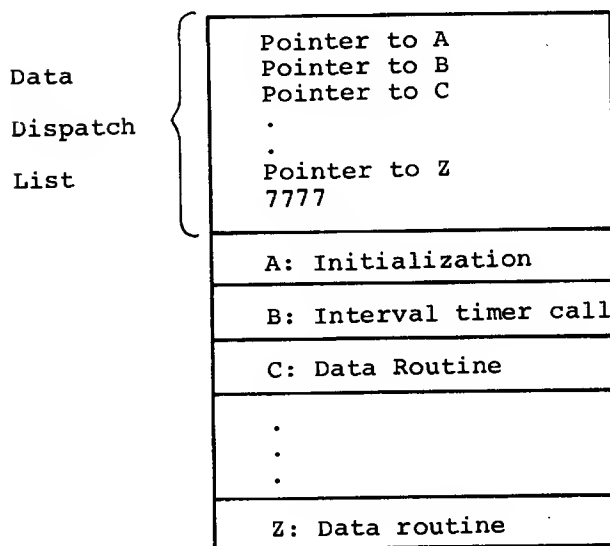 Data
Dispatch
List
Pointer to A
Pointer to B
Pointer to C
.
.
Pointer to Z
7777
A: Initialization
B: Interval timer call
C: Data Routine
.
.
.
Z: Data routine